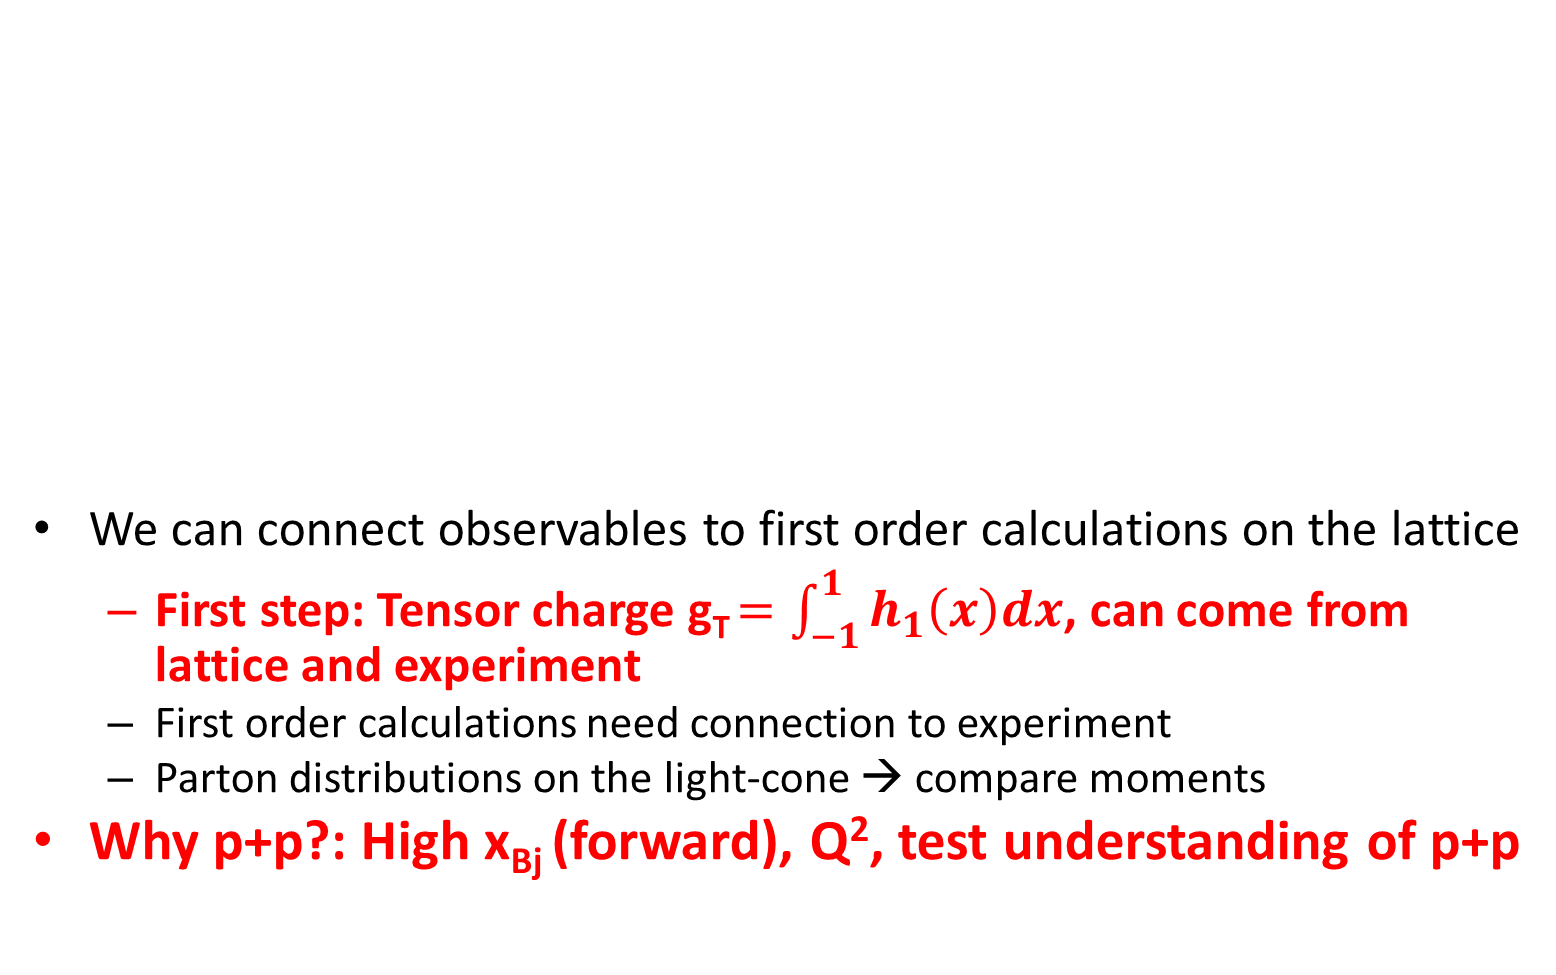 • We can connect observables to first order calculations on the lattice
– First step: Tensor charge g_T = ∫_{−1}^{1} h_1(x)dx, can come from
lattice and experiment
– First order calculations need connection to experiment
– Parton distributions on the light-cone → compare moments
• Why p+p?: High x_Bj (forward), Q², test understanding of p+p